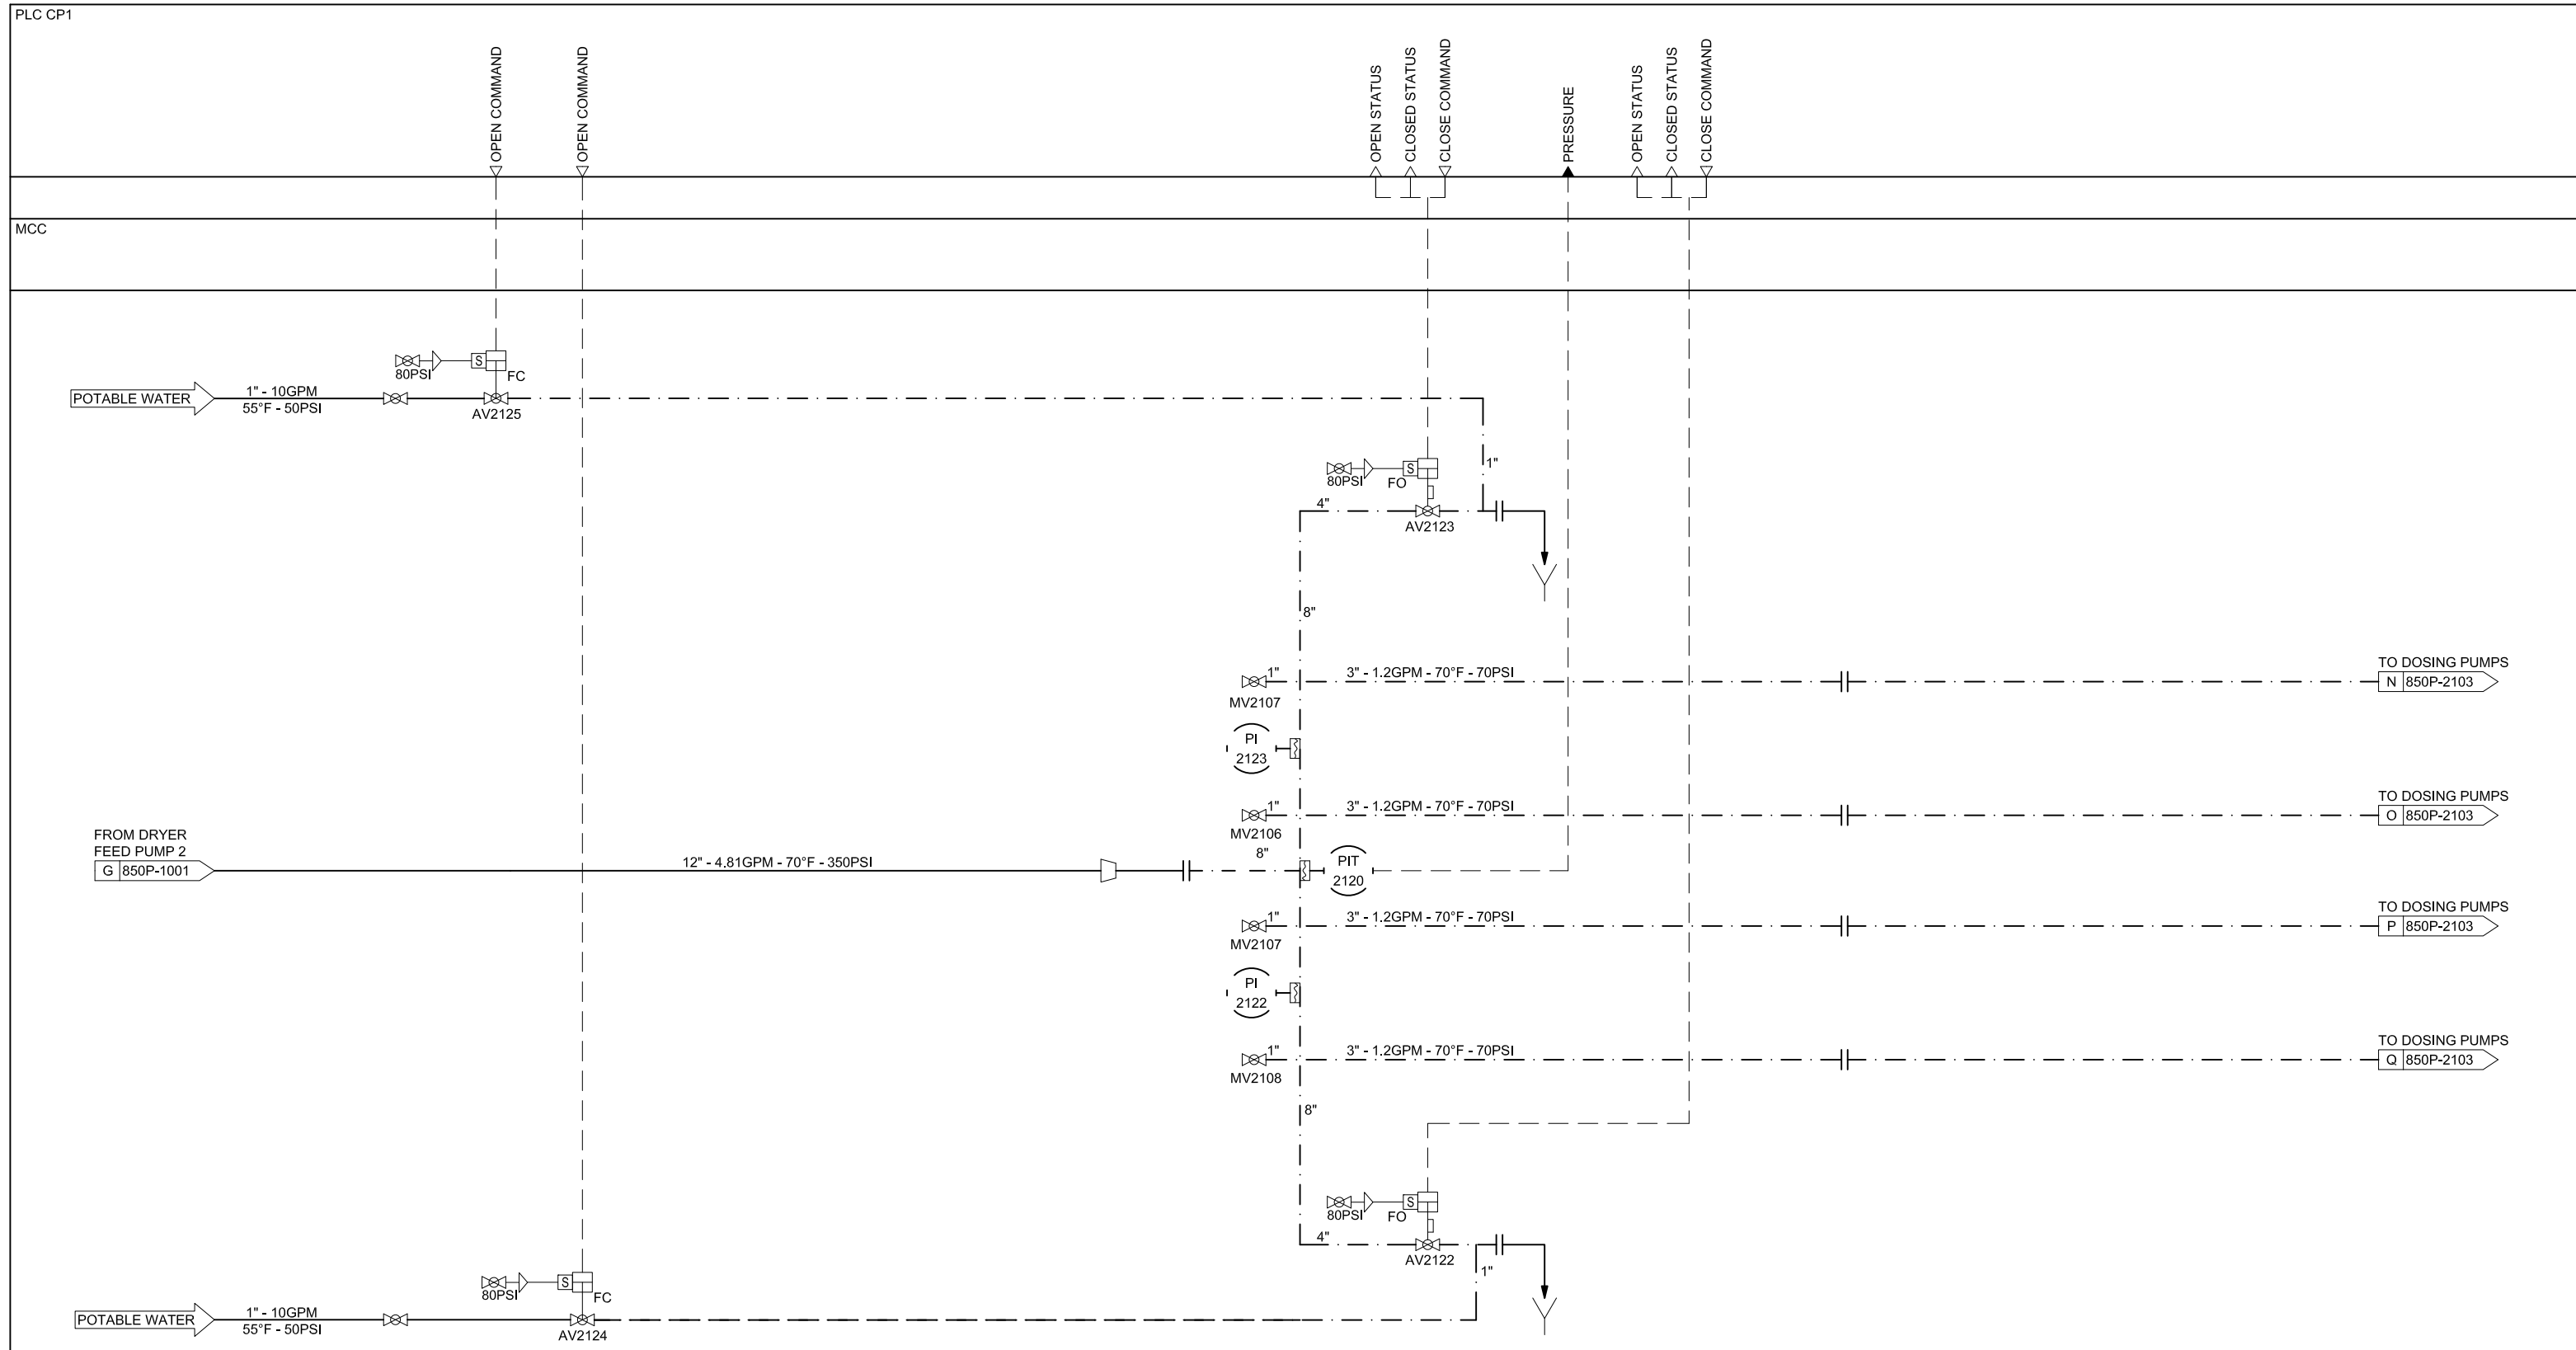 PLC CP1
OPEN COMMAND
OPEN COMMAND
OPEN STATUS
CLOSED STATUS
CLOSE COMMAND
PRESSURE
OPEN STATUS
CLOSED STATUS
CLOSE COMMAND
MCC
80PSI
S
FC
POTABLE WATER
1" - 10GPM
55°F - 50PSI
AV2125
1"
80PSI
S
FO
4"
AV2123
8"
1"
MV2107
3" - 1.2GPM - 70°F - 70PSI
TO DOSING PUMPS
N 850P-2103
PI
2123
1"
MV2106
3" - 1.2GPM - 70°F - 70PSI
TO DOSING PUMPS
O 850P-2103
FROM DRYER
FEED PUMP 2
G 850P-1001
12" - 4.81GPM - 70°F - 350PSI
8"
PIT
2120
1"
MV2107
3" - 1.2GPM - 70°F - 70PSI
TO DOSING PUMPS
P 850P-2103
PI
2122
1"
MV2108
3" - 1.2GPM - 70°F - 70PSI
TO DOSING PUMPS
Q 850P-2103
8"
80PSI
S
FO
4"
AV2122
1"
80PSI
S
FC
POTABLE WATER
1" - 10GPM
55°F - 50PSI
AV2124